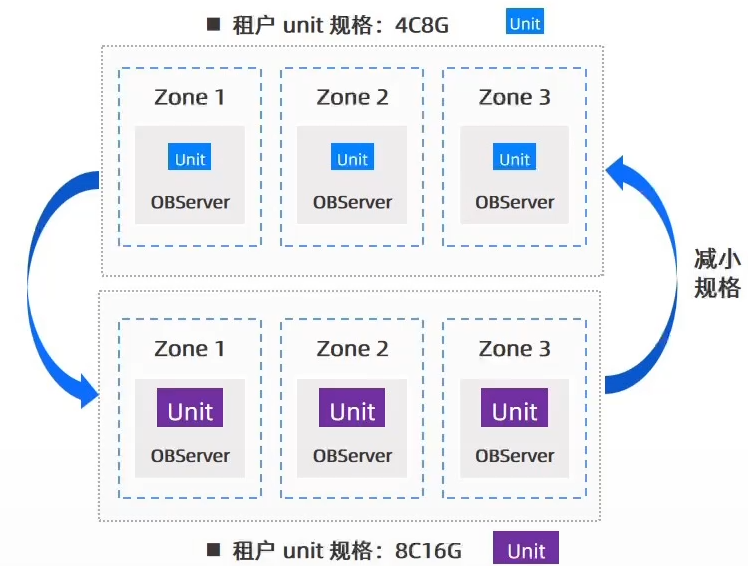 ■ 租户 unit 规格：4C8G Unit
Zone 1 Zone 2 Zone 3
Unit Unit Unit
OBServer OBServer OBServer
减小
规格
Zone 1 Zone 2 Zone 3
Unit Unit Unit
OBServer OBServer OBServer
■ 租户 unit 规格：8C16G Unit